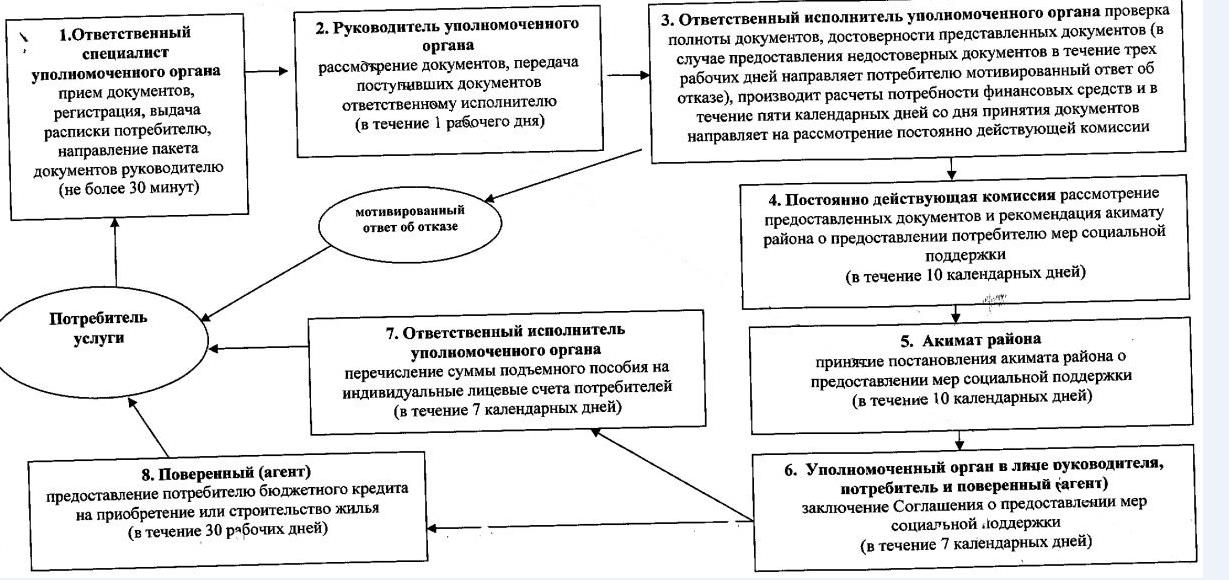 1.Ответственный
специалист
уполномоченного органа
прием документов,
регистрация, выдача
расписки потребителю,
направление пакета
документов руководителю
(не более 30 минут)
2. Руководитель уполномоченного
органа
рассмотрение документов, передача
поступивших документов
ответственному исполнителю
(в течение 1 рабочего дня)
3. Ответственный исполнитель уполномоченного органа проверка
полноты документов, достоверности представленных документов (в
случае предоставления недостоверных документов в течение трех
рабочих дней направляет потребителю мотивированный ответ об
отказе), производит расчеты потребности финансовых средств и в
течение пяти календарных дней со дня принятия документов
направляет на рассмотрение постоянно действующей комиссии
мотивированный
ответ об отказе
4. Постоянно действующая комиссия рассмотрение
предоставленных документов и рекомендация акимату
района о предоставлении потребителю мер социальной
поддержки
(в течение 10 календарных дней)
Потребитель
услуги
7. Ответственный исполнитель
уполномоченного органа
перечисление суммы подъемного пособия на
индивидуальные лицевые счета потребителей
(в течение 7 календарных дней)
5. Акимат района
принятие постановления акимата района о
предоставлении мер социальной поддержки
(в течение 10 календарных дней)
8. Поверенный (агент)
предоставление потребителю бюджетного кредита
на приобретение или строительство жилья
(в течение 30 рабочих дней)
6. Уполномоченный орган в лице руководителя,
потребитель и поверенный (агент)
заключение Соглашения о предоставлении мер
социальной поддержки
(в течение 7 календарных дней)